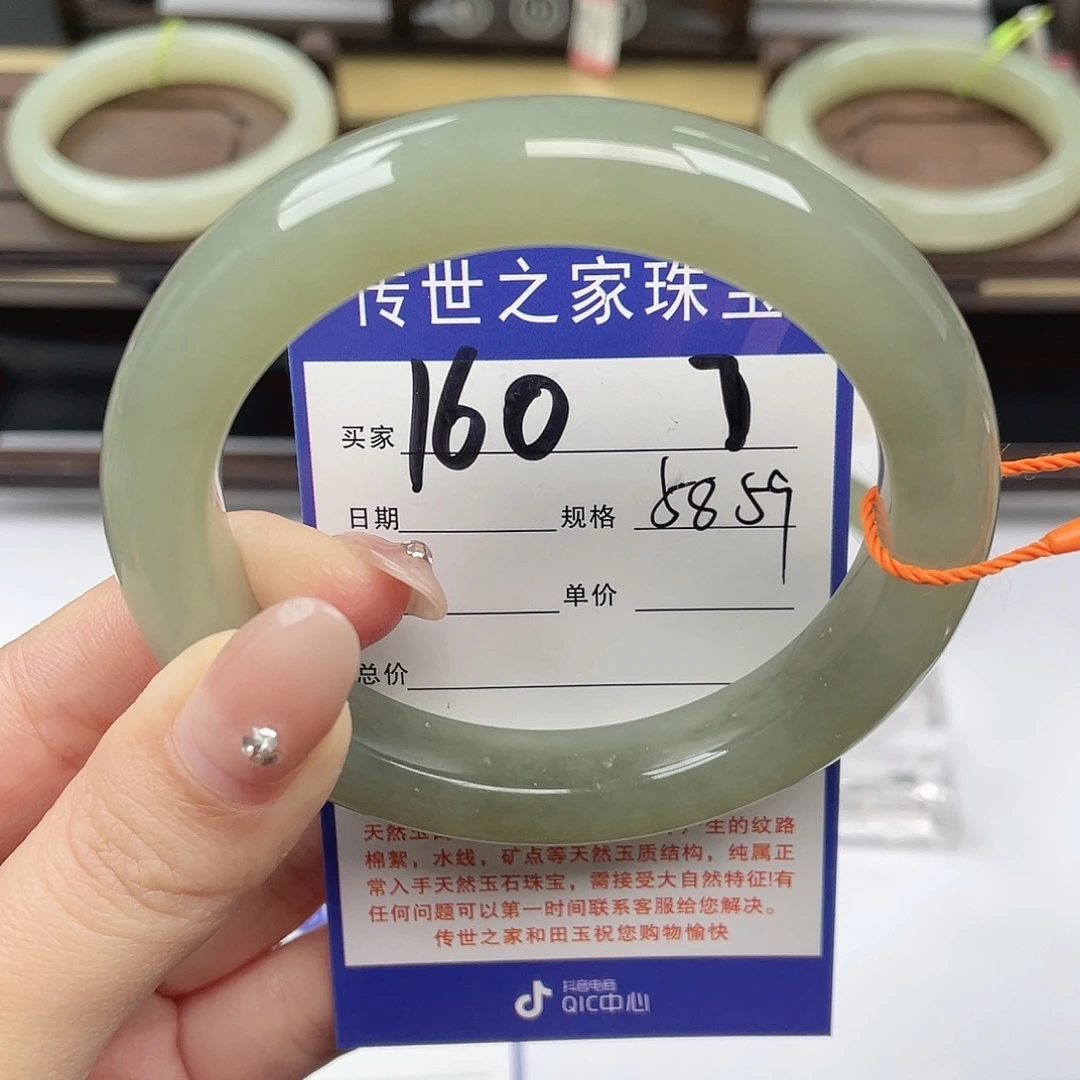 传世之家珠宝
买家 160 7
日期 规格 58 59
单价
总价
天然玉 生的纹路
棉絮，水线，矿点等天然玉质结构，纯属正
常入手天然玉石珠宝，需接受大自然特征!有
任何问题可以第一时间联系客服给您解决。
传世之家和田玉祝您购物愉快
抖音电商
QIC中心